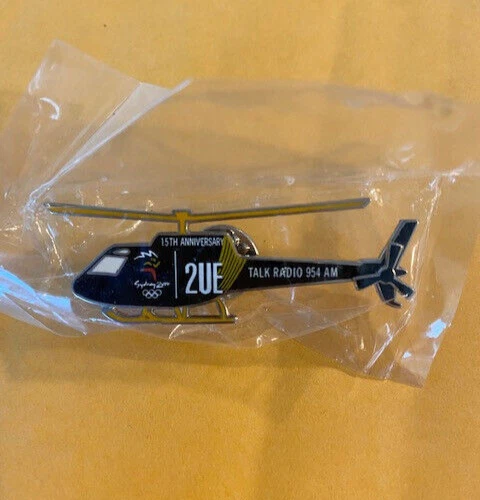 15TH ANNIVERSARY
Sydney 2000
2UE
TALK RADIO 954 AM